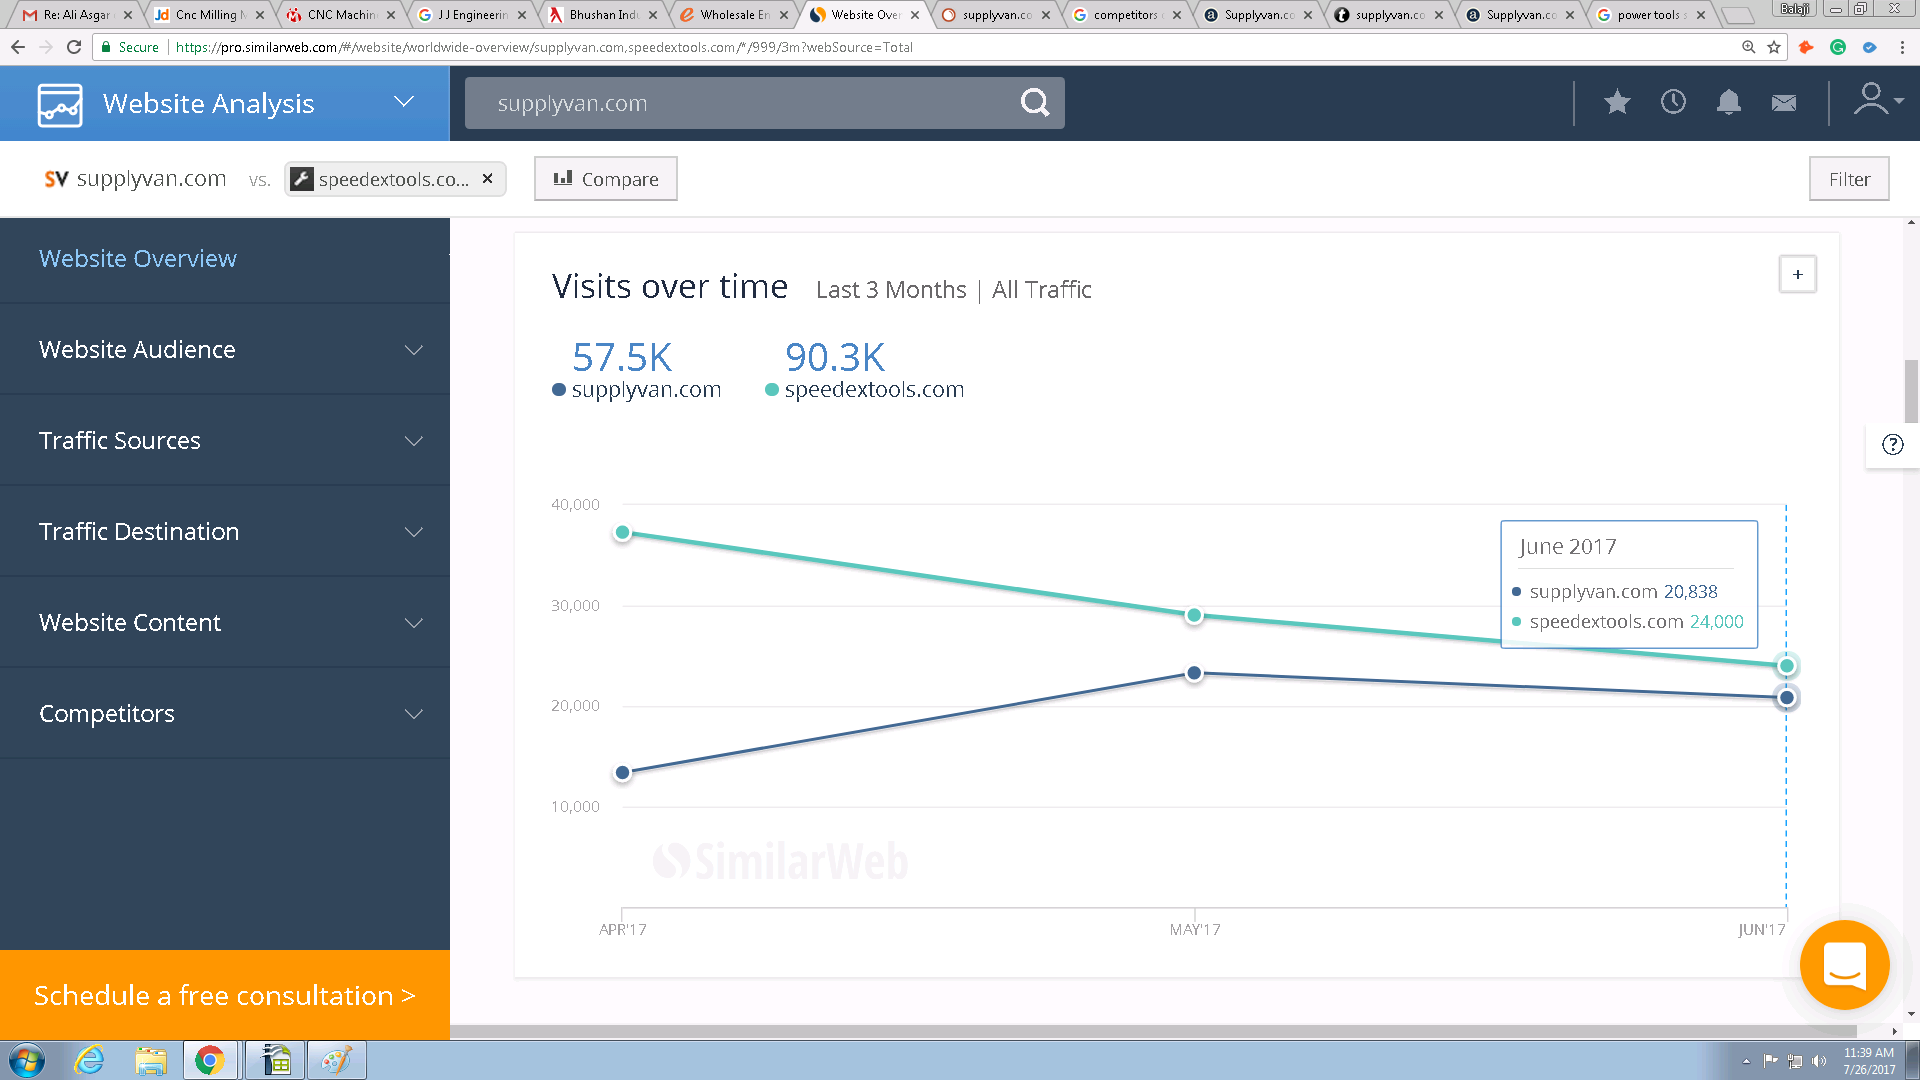 Re: Ali Asgar
Cnc Milling M
CNC Machin
J J Engineerin
Bhushan Indu
Wholesale En
Website Over
supplyvan.co
competitors
Supplyvan.co
supplyvan.co
Supplyvan.co
power tools s
Balaji
Secure
https://pro.similarweb.com/#/website/worldwide-overview/supplyvan.com,speedextools.com/*/999/3m?webSource=Total
Website Analysis
supplyvan.com
SV supplyvan.com vs. speedextools.co... × Compare
Filter
Website Overview
Website Audience
Traffic Sources
Traffic Destination
Website Content
Competitors
Schedule a free consultation >
Visits over time Last 3 Months | All Traffic
+
57.5K 90.3K
supplyvan.com speedextools.com
40,000
30,000
20,000
10,000
June 2017
supplyvan.com 20,838
speedextools.com 24,000
SimilarWeb
APR'17 MAY'17 JUN'17
11:39 AM
7/26/2017